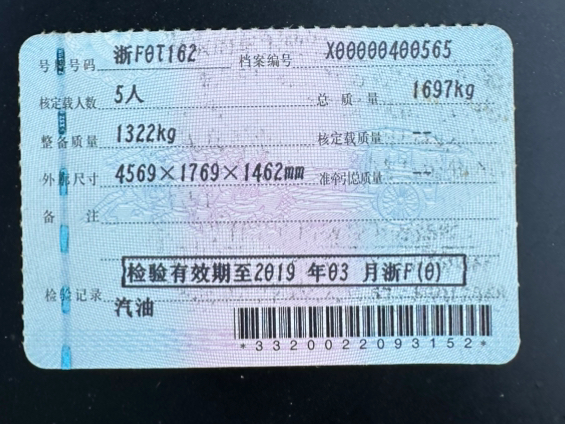 号牌号码 浙F0T162 档案编号 X00000400565
核定载人数 5人 总质量 1697kg
整备质量 1322kg 核定载质量 --
外廓尺寸 4569×1769×1462mm 准牵引总质量 --
备注
检验有效期至2019 年03 月浙F(0)
检验记录
汽油
*3320022093152*